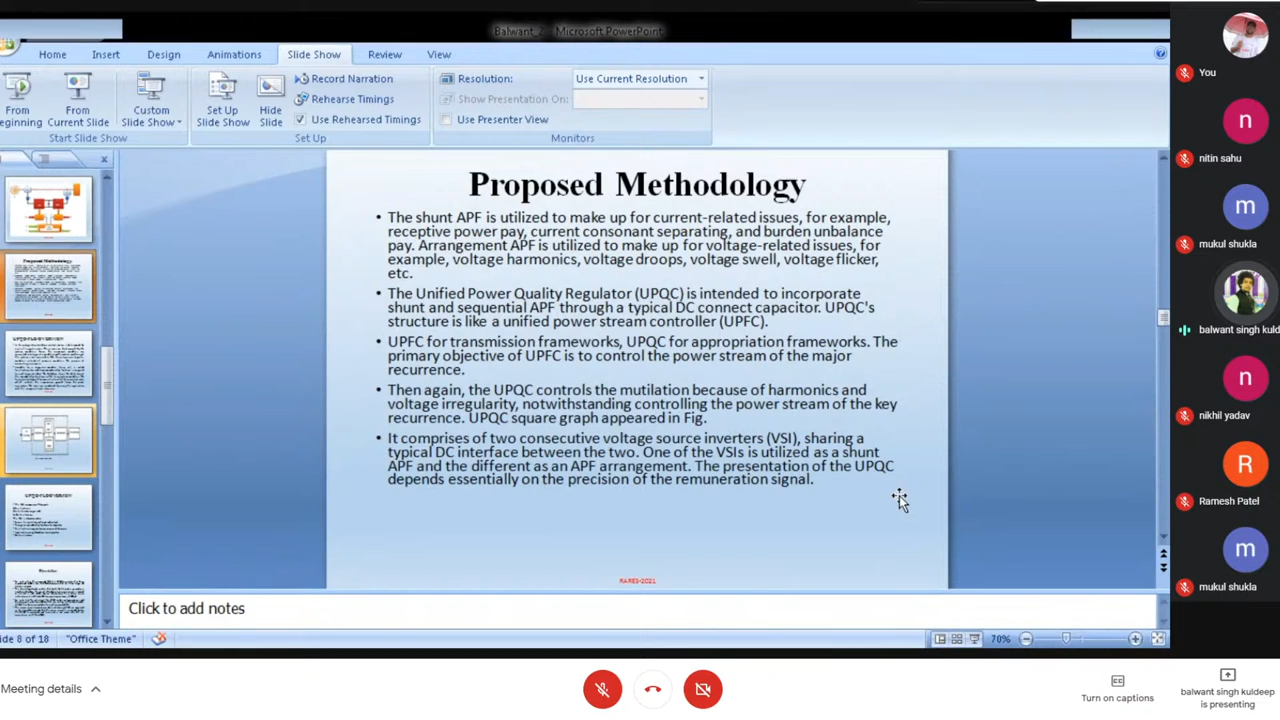 Balwant_2 - Microsoft PowerPoint
Home Insert Design Animations Slide Show Review View
From
eginning
From
Current Slide
Custom
Slide Show
Start Slide Show
Set Up
Slide Show
Hide
Slide
Record Narration
Rehearse Timings
Use Rehearsed Timings
Set Up
Resolution: Use Current Resolution
Show Presentation On:
Use Presenter View
Monitors
Proposed Methodology
• The shunt APF is utilized to make up for current-related issues, for example,
receptive power pay, current consonant separating, and burden unbalance
pay. Arrangement APF is utilized to make up for voltage-related issues, for
example, voltage harmonics, voltage droops, voltage swell, voltage flicker,
etc.
• The Unified Power Quality Regulator (UPQC) is intended to incorporate
shunt and sequential APF through a typical DC connect capacitor. UPQC's
structure is like a unified power stream controller (UPFC).
• UPFC for transmission frameworks, UPQC for appropriation frameworks. The
primary objective of UPFC is to control the power stream of the major
recurrence.
• Then again, the UPQC controls the mutilation because of harmonics and
voltage irregularity, notwithstanding controlling the power stream of the key
recurrence. UPQC square graph appeared in Fig.
• It comprises of two consecutive voltage source inverters (VSI), sharing a
typical DC interface between the two. One of the VSIs is utilized as a shunt
APF and the different as an APF arrangement. The presentation of the UPQC
depends essentially on the precision of the remuneration signal.
RARES-2021
Click to add notes
ide 8 of 18 "Office Theme" 70%
You
n
nitin sahu
m
mukul shukla
balwant singh kuld
n
nikhil yadav
R
Ramesh Patel
m
mukul shukla
Meeting details
CC
Turn on captions
balwant singh kuldeep
is presenting